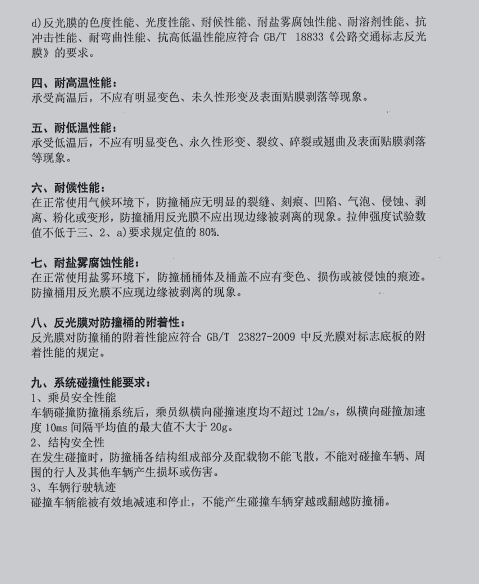 d)反光膜的色度性能、光度性能、耐候性能、耐盐雾腐蚀性能、耐溶剂性能、抗
冲击性能、耐弯曲性能、抗高低温性能应符合 GB/T 18833《公路交通标志反光
膜》的要求。
四、耐高温性能：
承受高温后，不应有明显变色、未久性形变及表面贴膜剥落等现象。
五、耐低温性能：
承受低温后，不应有明显变色、永久性形变、裂纹、碎裂或翘曲及表面贴膜剥落
等现象。
六、耐候性能：
在正常使用气候环境下，防撞桶应无明显的裂缝、刻痕、凹陷、气泡、侵蚀、剥
离、粉化或变形，防撞桶用反光膜不应出现边缘被剥离的现象。拉伸强度试验数
值不低于三、2、a)要求规定值的 80%.
七、耐盐雾腐蚀性能：
在正常使用盐雾环境下，防撞桶桶体及桶盖不应有变色、损伤或被侵蚀的痕迹。
防撞桶用反光膜不应现边缘被剥离的现象。
八、反光膜对防撞桶的附着性：
反光膜对防撞桶的附着性能应符合 GB/T 23827-2009 中反光膜对标志底板的附
着性能的规定。
九、系统碰撞性能要求：
1、乘员安全性能
车辆碰撞防撞桶系统后，乘员纵横向碰撞速度均不超过 12m/s，纵横向碰撞加速
度 10ms 间隔平均值的最大值不大于 20g。
2、结构安全性
在发生碰撞时，防撞桶各结构组成部分及配载物不能飞散，不能对碰撞车辆、周
围的行人及其他车辆产生损坏或伤害。
3、车辆行驶轨迹
碰撞车辆能被有效地减速和停止，不能产生碰撞车辆穿越或翻越防撞桶。